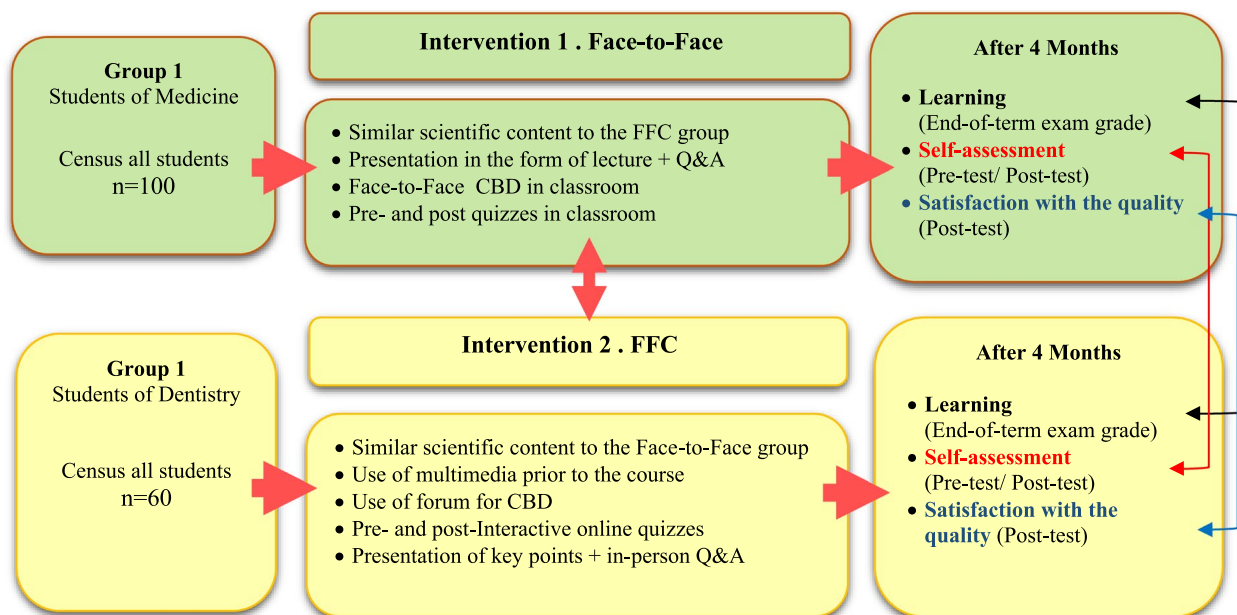 Group 1
Students of Medicine
Census all students
n=100
Intervention 1 . Face-to-Face
• Similar scientific content to the FFC group
• Presentation in the form of lecture + Q&A
• Face-to-Face CBD in classroom
• Pre- and post quizzes in classroom
After 4 Months
• Learning
(End-of-term exam grade)
• Self-assessment
(Pre-test/ Post-test)
• Satisfaction with the quality
(Post-test)
Group 1
Students of Dentistry
Census all students
n=60
Intervention 2 . FFC
• Similar scientific content to the Face-to-Face group
• Use of multimedia prior to the course
• Use of forum for CBD
• Pre- and post-Interactive online quizzes
• Presentation of key points + in-person Q&A
After 4 Months
• Learning
(End-of-term exam grade)
• Self-assessment
(Pre-test/ Post-test)
• Satisfaction with the
quality (Post-test)